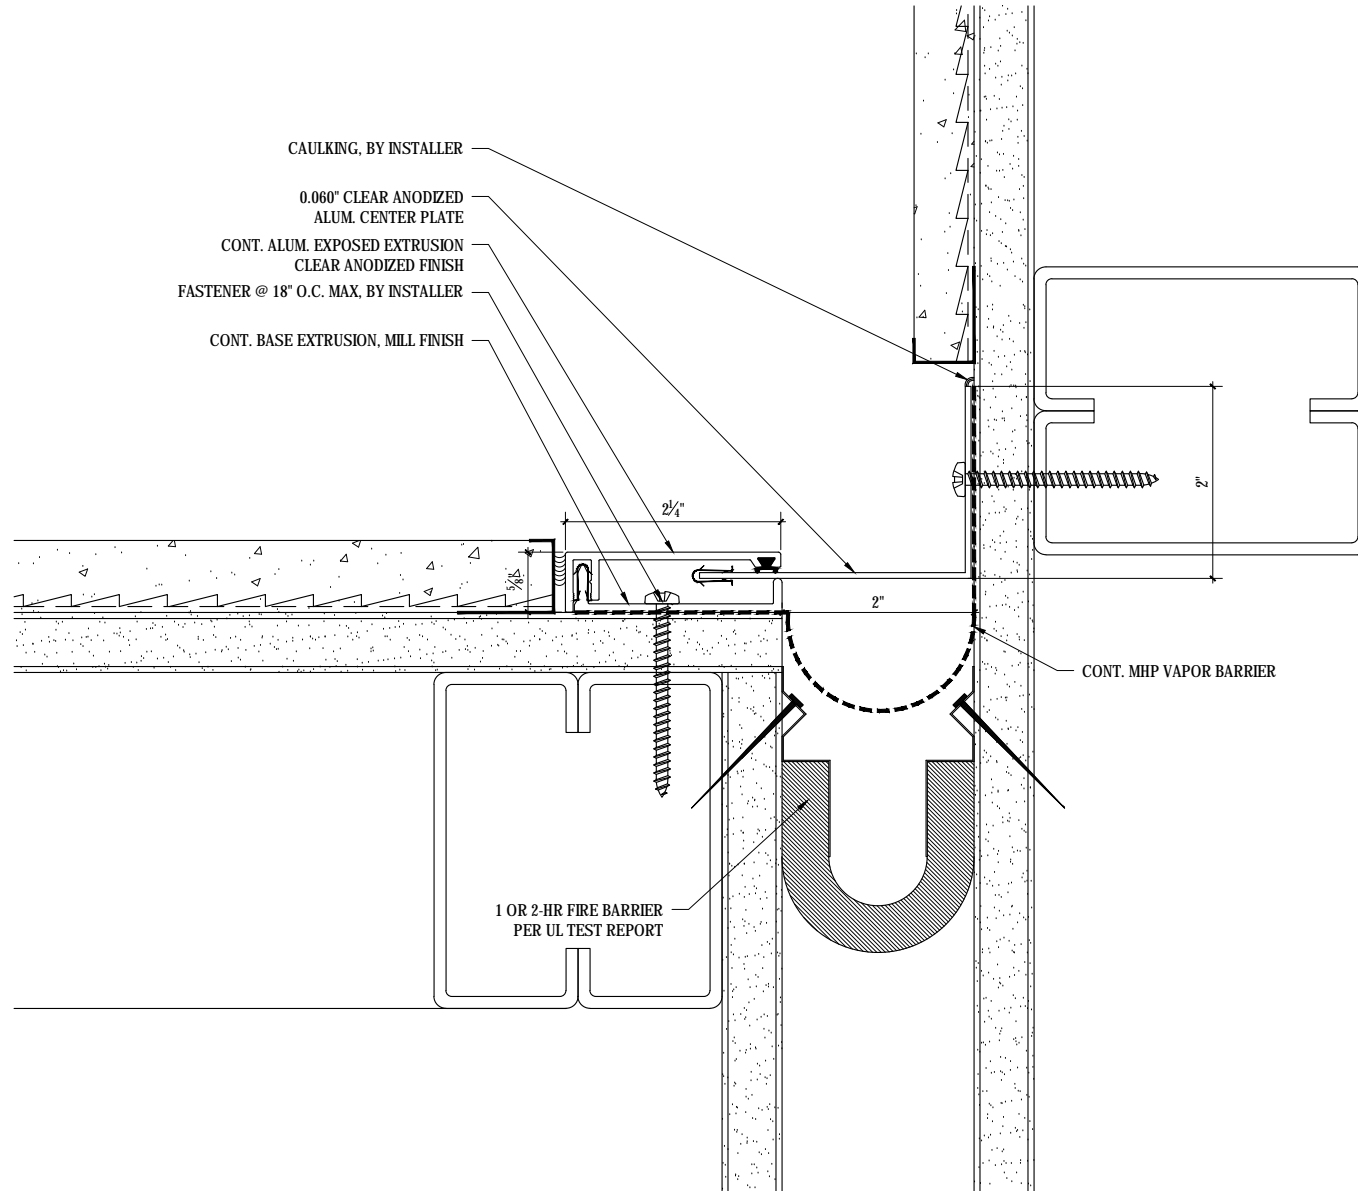 CAULKING, BY INSTALLER
0.060" CLEAR ANODIZED
ALUM. CENTER PLATE
CONT. ALUM. EXPOSED EXTRUSION
CLEAR ANODIZED FINISH
FASTENER @ 18" O.C. MAX, BY INSTALLER
CONT. BASE EXTRUSION, MILL FINISH
2"
2¼"
5⁄8"
2"
CONT. MHP VAPOR BARRIER
1 OR 2-HR FIRE BARRIER
PER UL TEST REPORT